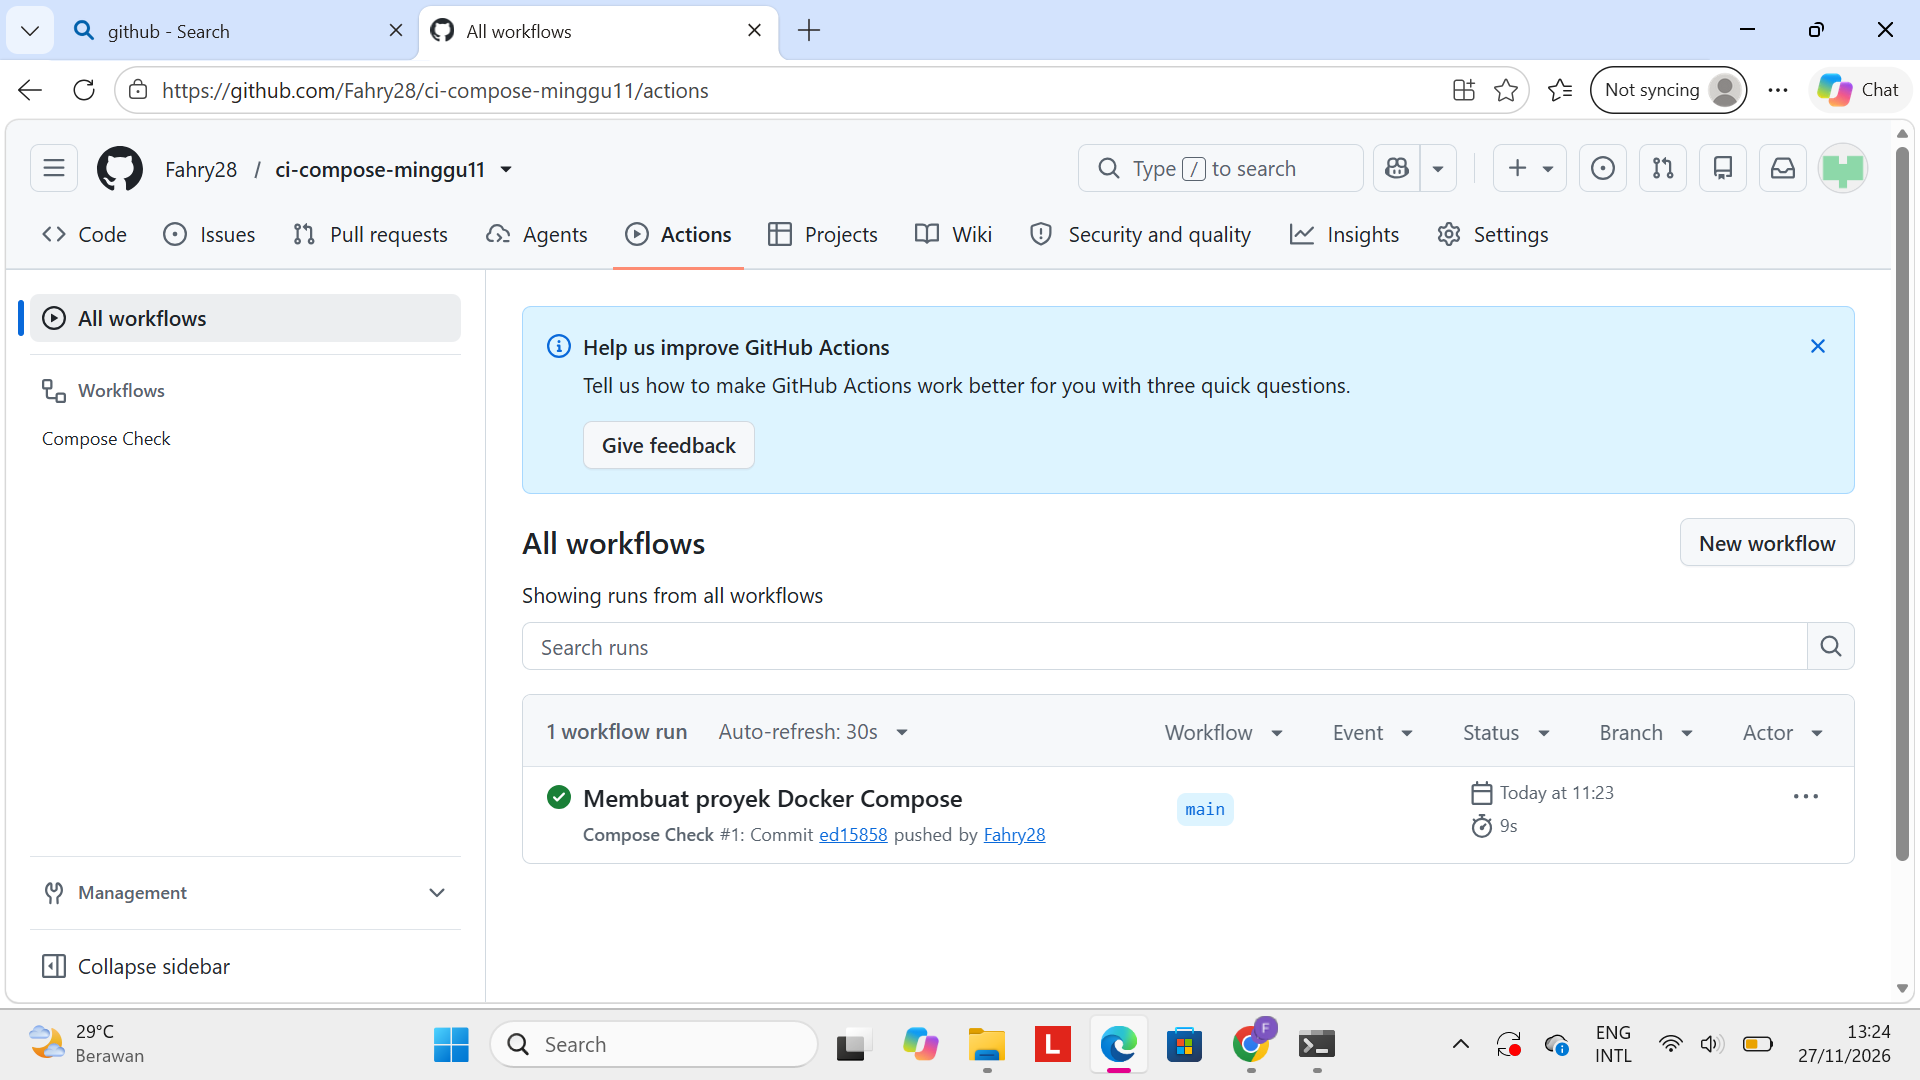 github - Search
All workflows
https://github.com/Fahry28/ci-compose-minggu11/actions
Not syncing
Chat
Fahry28 / ci-compose-minggu11
Type / to search
Code
Issues
Pull requests
Agents
Actions
Projects
Wiki
Security and quality
Insights
Settings
All workflows
Workflows
Compose Check
Management
Collapse sidebar
Help us improve GitHub Actions
Tell us how to make GitHub Actions work better for you with three quick questions.
Give feedback
All workflows
New workflow
Showing runs from all workflows
Search runs
1 workflow run
Auto-refresh: 30s
Workflow
Event
Status
Branch
Actor
Membuat proyek Docker Compose
Compose Check #1: Commit ed15858 pushed by Fahry28
main
Today at 11:23
9s
29°C
Berawan
Search
L
F
ENG
INTL
13:24
27/11/2026